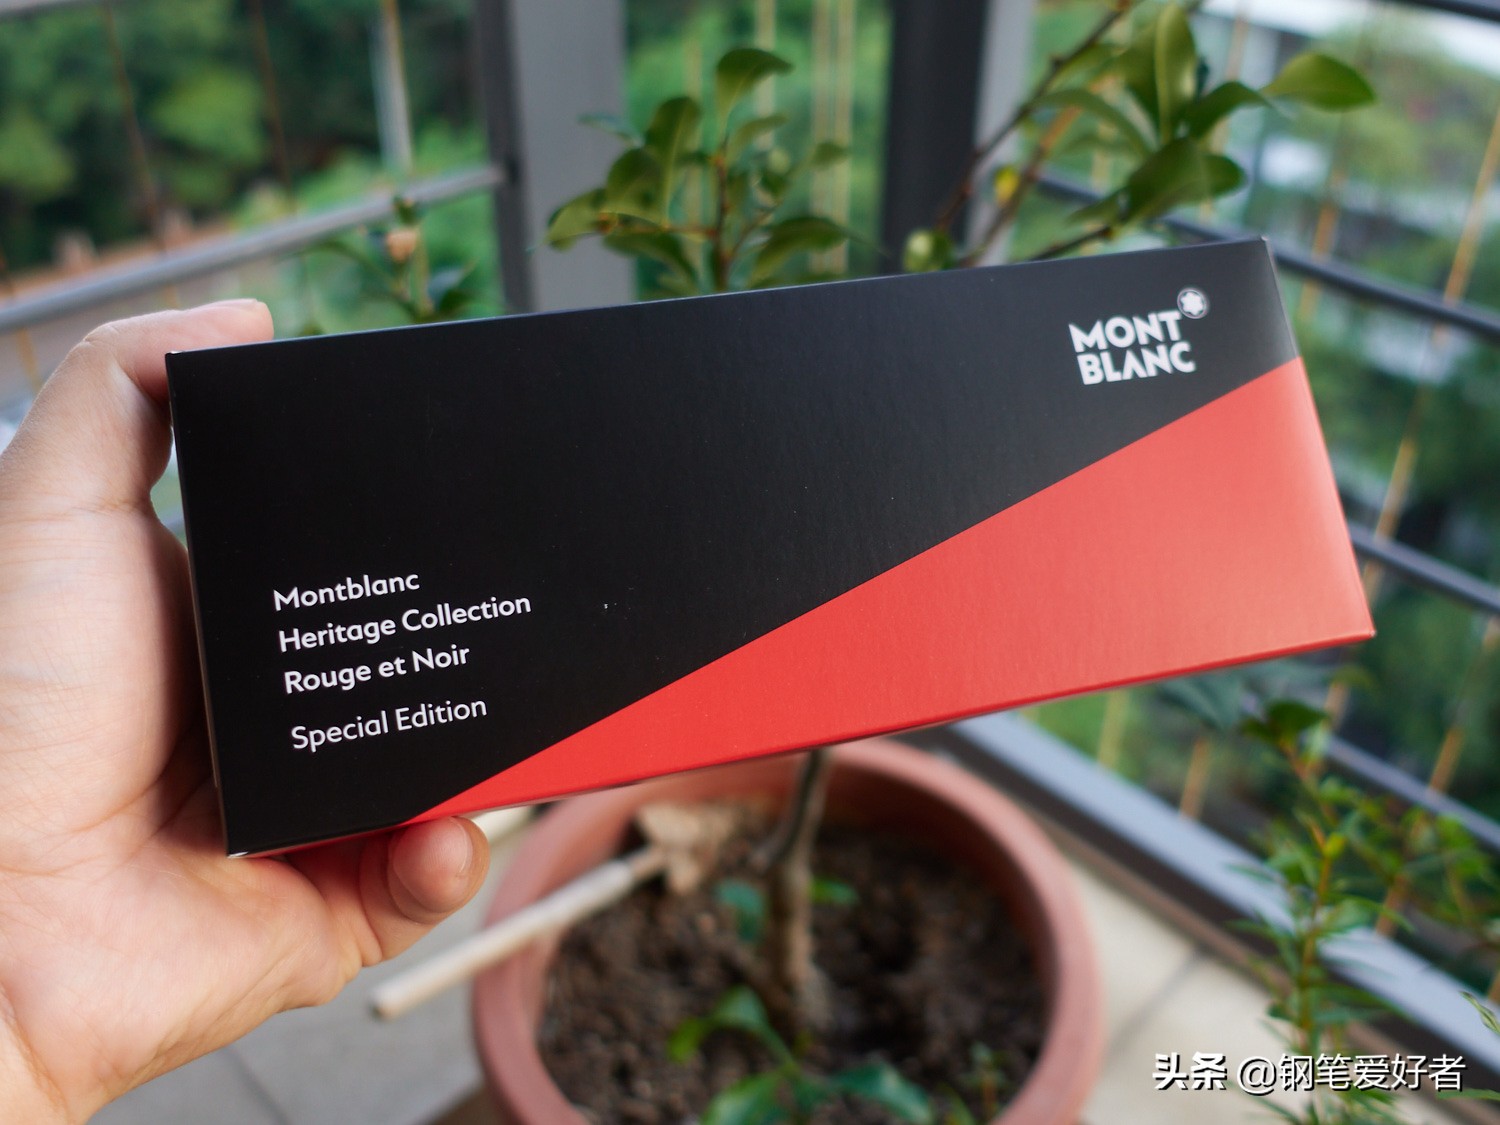 MONT
BLANC
Montblanc
Heritage Collection
Rouge et Noir
Special Edition
头条 @钢笔爱好者